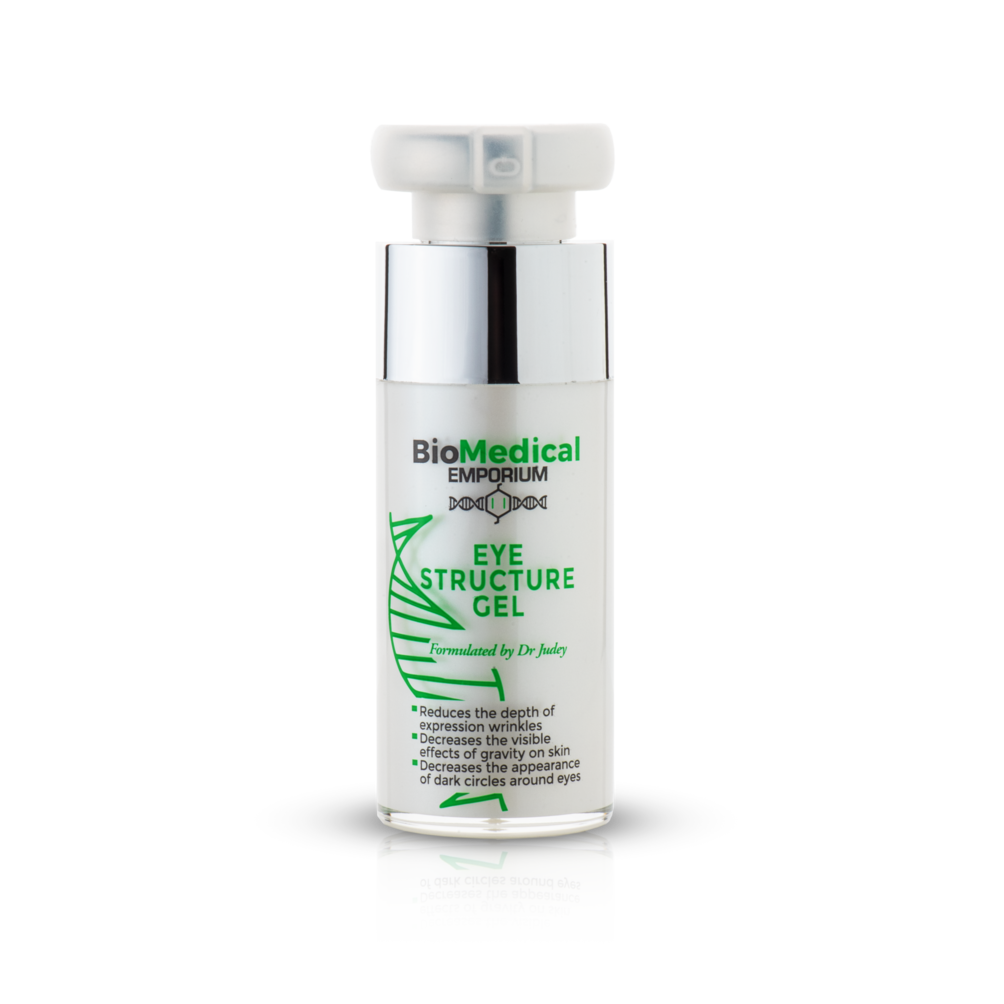 BioMedical
EMPORIUM
EYE
STRUCTURE
GEL
Formulated by Dr Judey
Reduces the depth of
expression wrinkles
Decreases the visible
effects of gravity on skin
Decreases the appearance
of dark circles around eyes